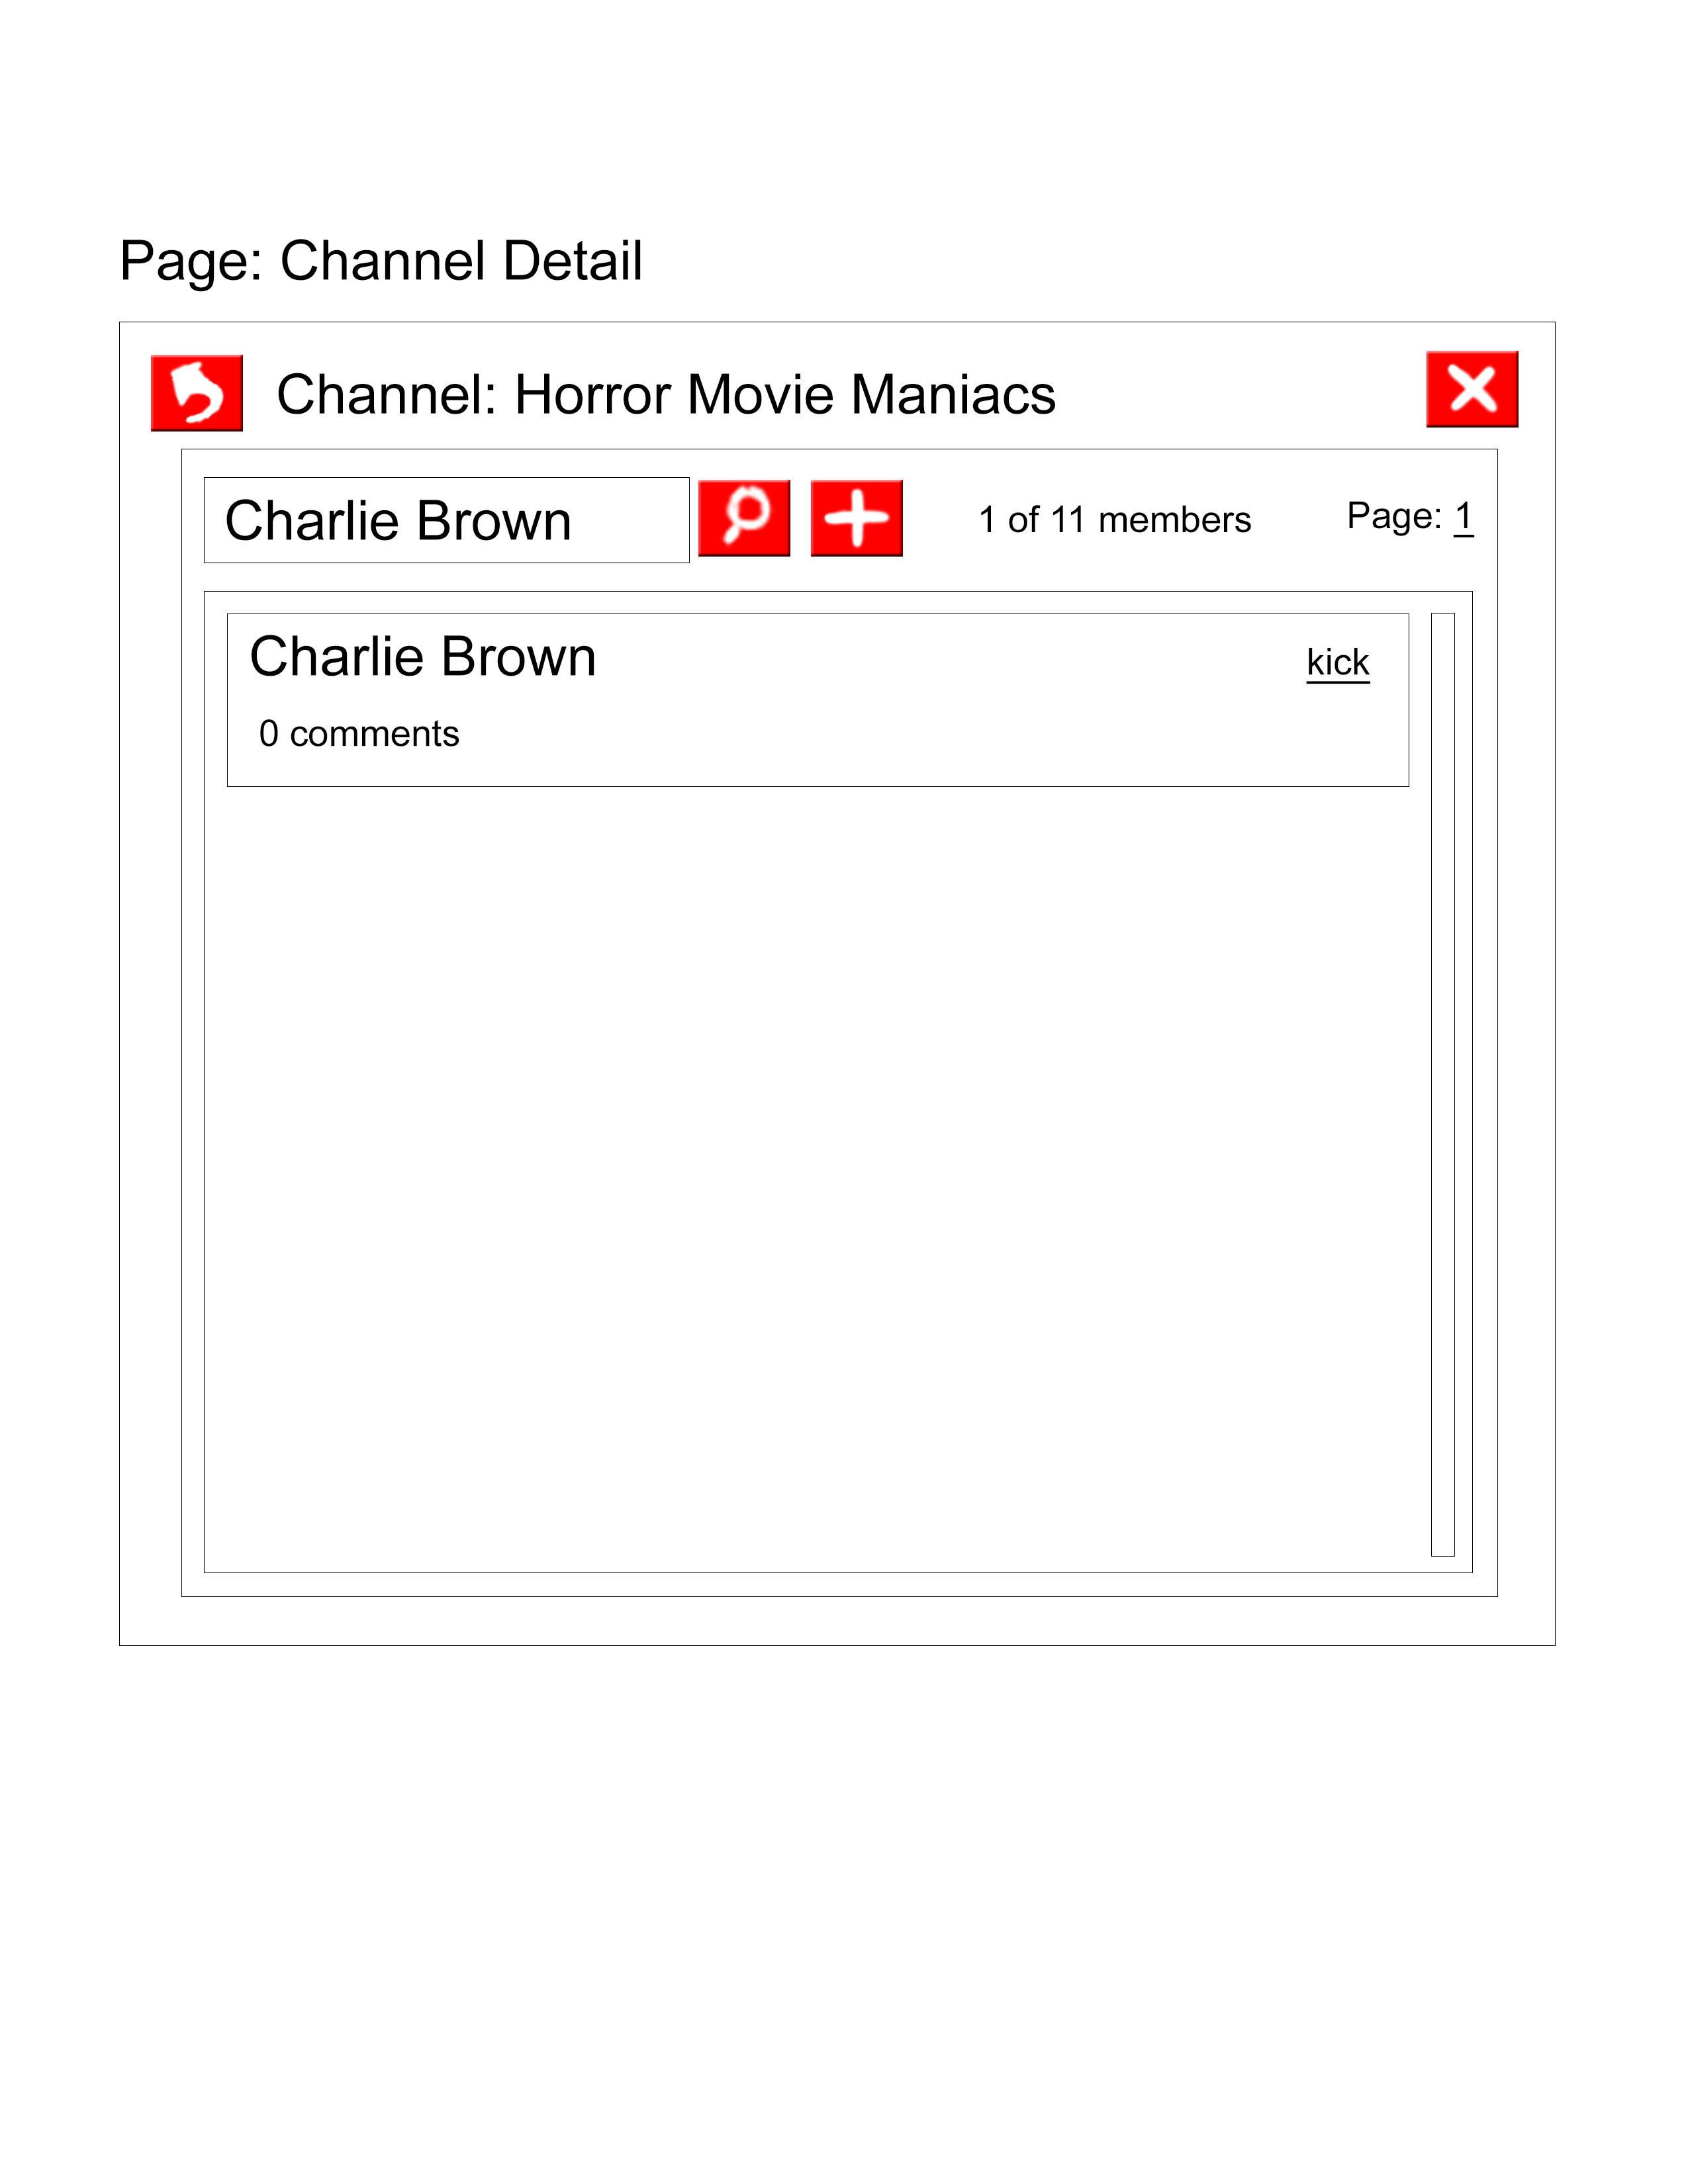 Page: Channel Detail
Channel: Horror Movie Maniacs
Charlie Brown
1 of 11 members
Page: 1
Charlie Brown
kick
0 comments